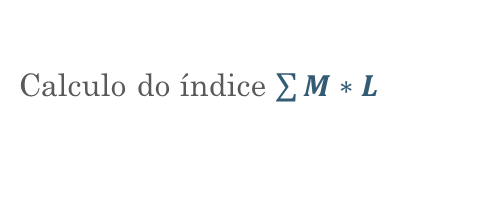 Calculo do índice ∑ M ∗ L